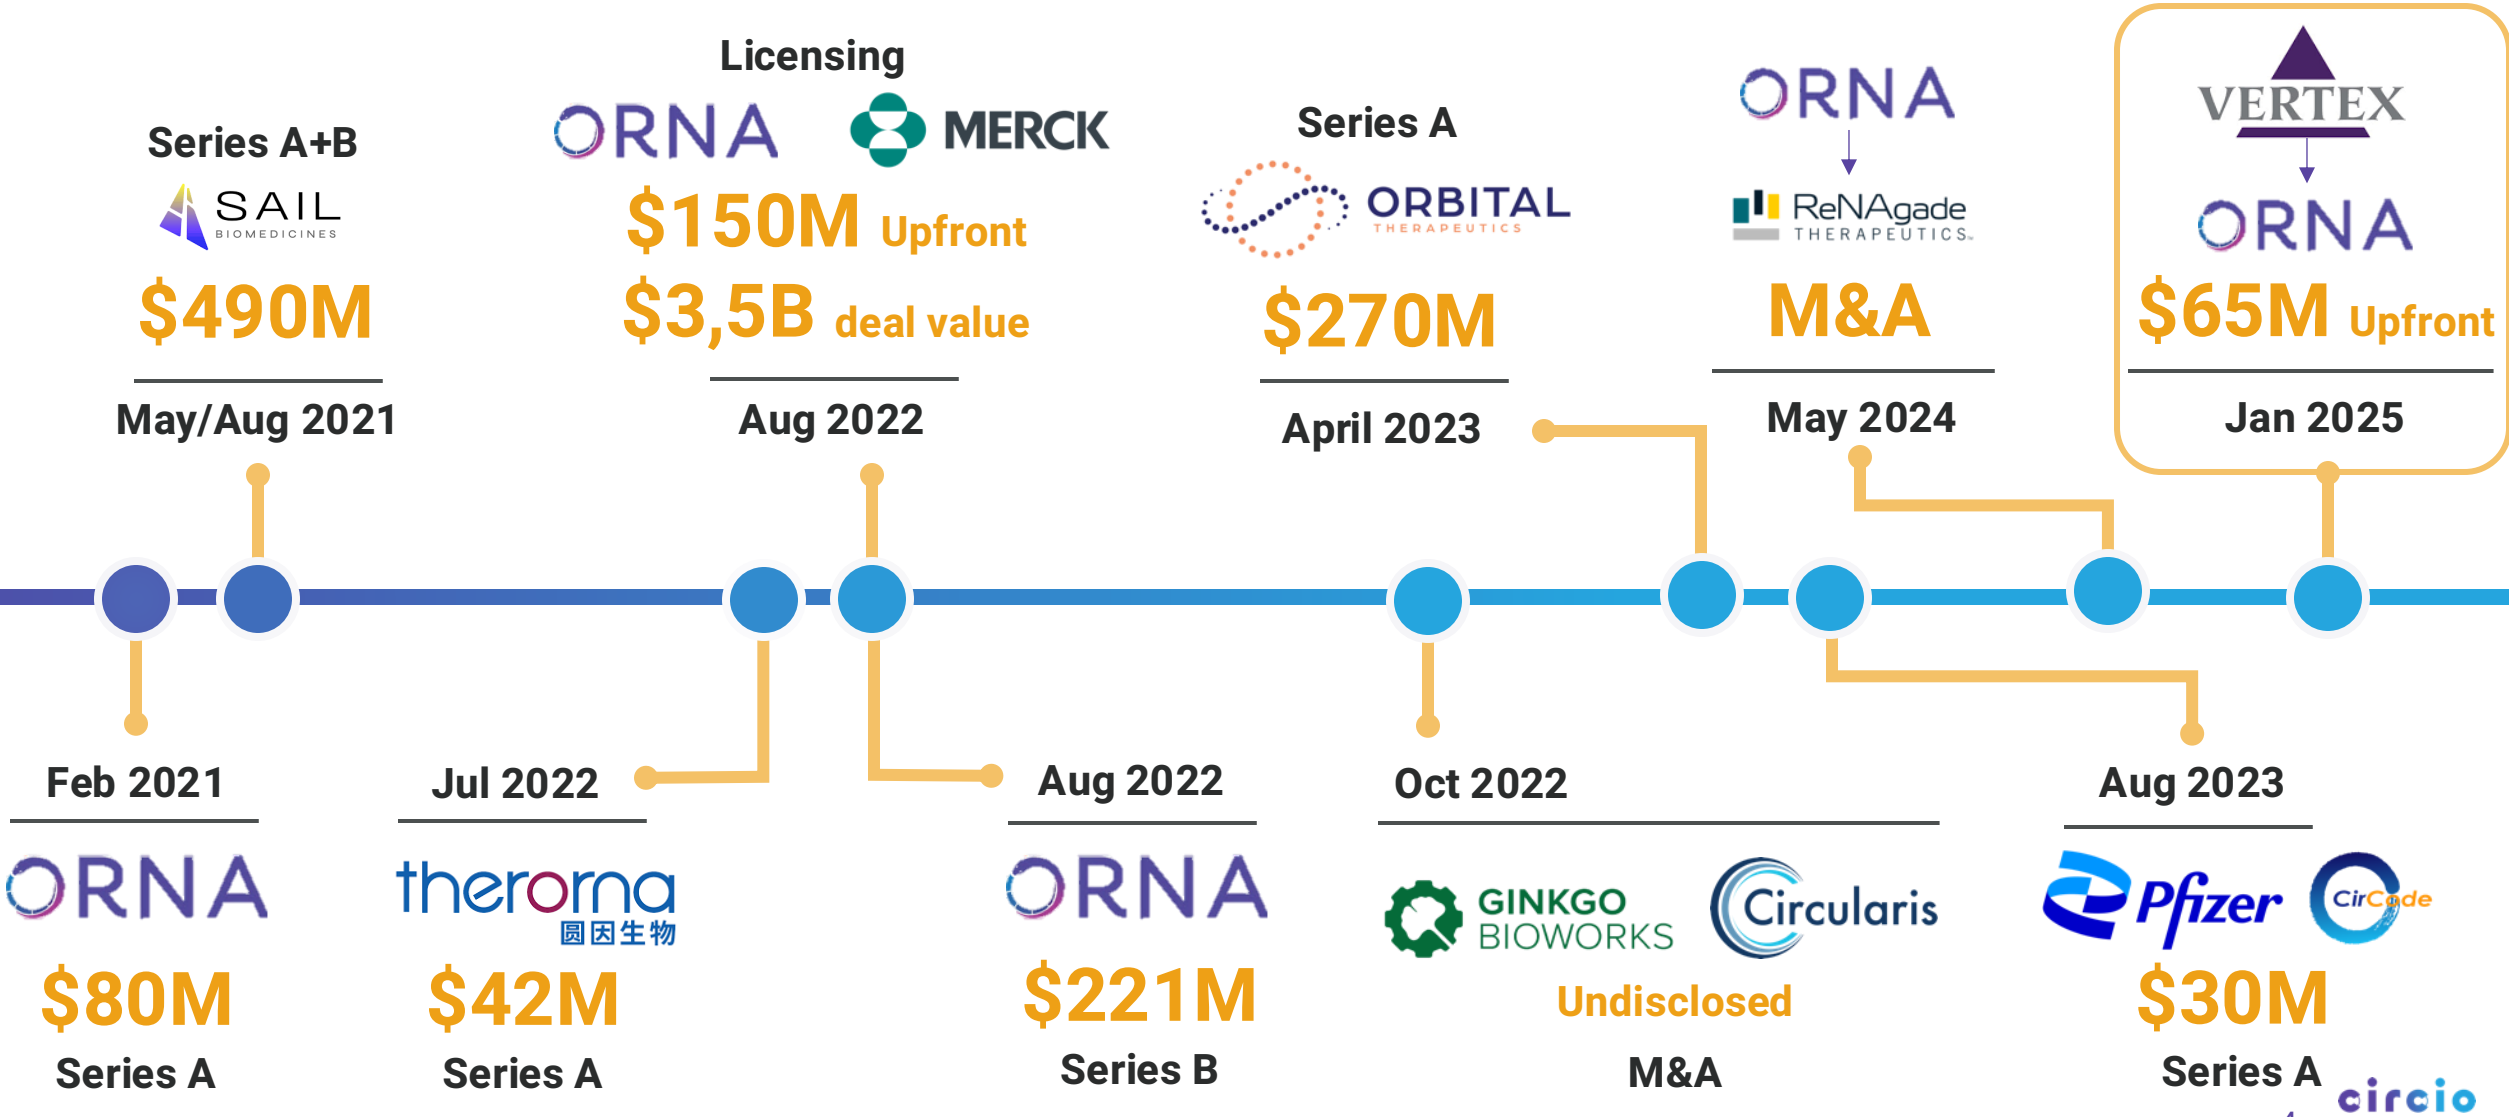 Series A+B
SAIL
BIOMEDICINES
$490M
May/Aug 2021
Licensing
ORNA
MERCK
$150M Upfront
$3,5B deal value
Aug 2022
Series A
ORBITAL
THERAPEUTICS
$270M
April 2023
ORNA
ReNAgade
THERAPEUTICS
M&A
May 2024
VERTEX
ORNA
$65M Upfront
Jan 2025
Feb 2021
ORNA
$80M
Series A
Jul 2022
therorna
圆因生物
$42M
Series A
Aug 2022
ORNA
$221M
Series B
Oct 2022
GINKGO
BIOWORKS
Circularis
Undisclosed
M&A
Aug 2023
Pfizer
CirCode
$30M
Series A
circio